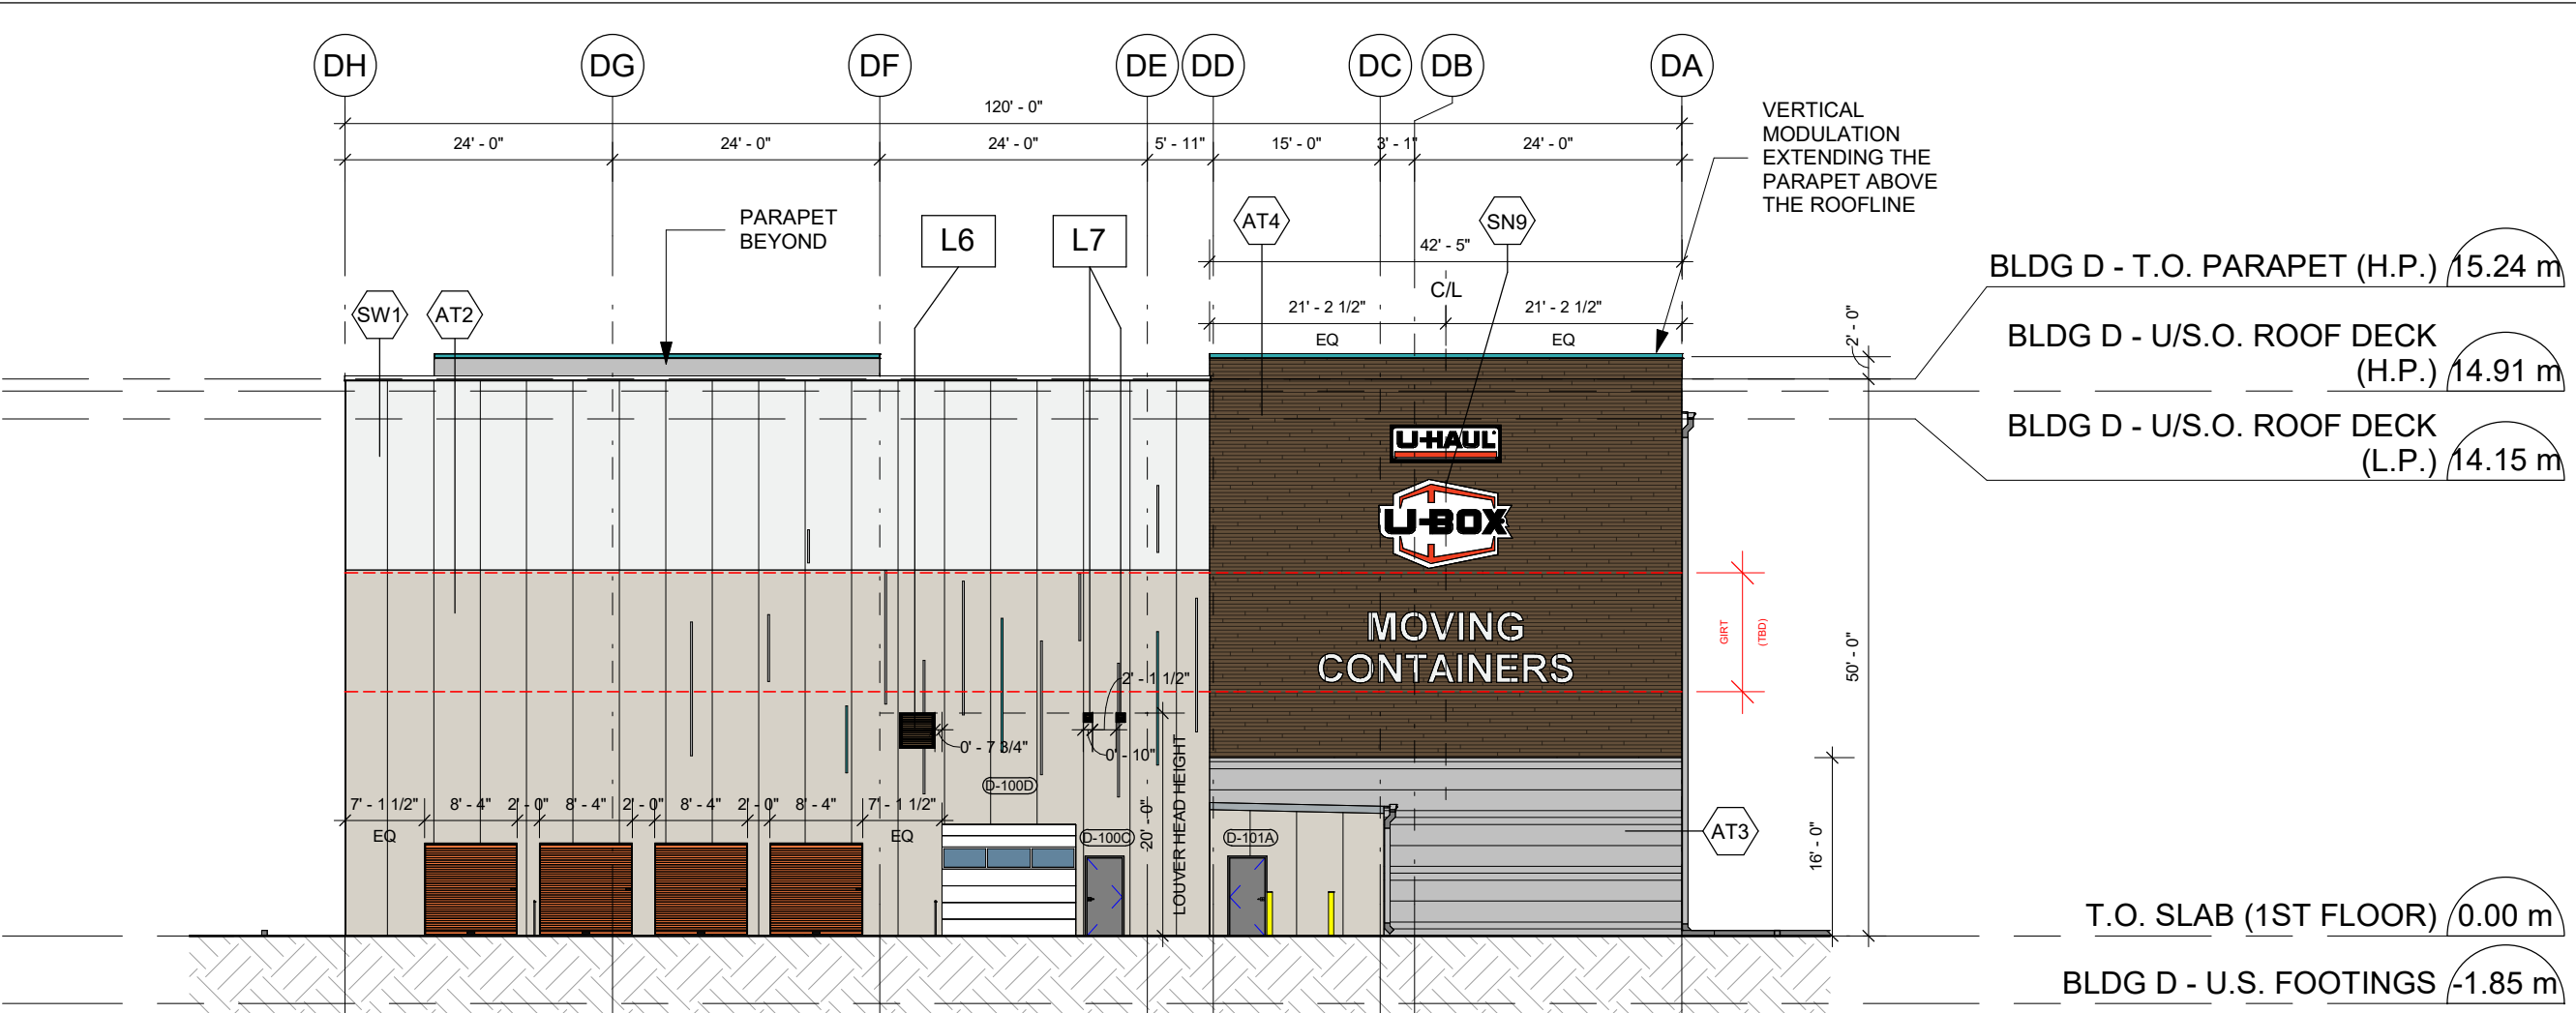 DH
DG
DF
DE
DD
DC
DB
DA
120' - 0"
24' - 0"
24' - 0"
24' - 0"
5' - 11"
15' - 0"
3' - 1"
24' - 0"
VERTICAL
MODULATION
EXTENDING THE
PARAPET ABOVE
THE ROOFLINE
PARAPET
BEYOND
L6
L7
AT4
SN9
42' - 5"
C/L
21' - 2 1/2"
21' - 2 1/2"
EQ
EQ
SW1
AT2
BLDG D - T.O. PARAPET (H.P.) 15.24 m
BLDG D - U/S.O. ROOF DECK
(H.P.) 14.91 m
BLDG D - U/S.O. ROOF DECK
(L.P.) 14.15 m
2' - 0"
U-HAUL
U-BOX
MOVING
CONTAINERS
GIRT
(TBD)
50' - 0"
2' - 1 1/2"
0' - 7 3/4"
0' - 10"
D-100D
7' - 1 1/2"
8' - 4"
2' - 0"
8' - 4"
2' - 0"
8' - 4"
2' - 0"
8' - 4"
7' - 1 1/2"
EQ
EQ
D-100C
20' - 0"
LOUVER HEAD HEIGHT
D-101A
AT3
16' - 0"
T.O. SLAB (1ST FLOOR) 0.00 m
BLDG D - U.S. FOOTINGS -1.85 m